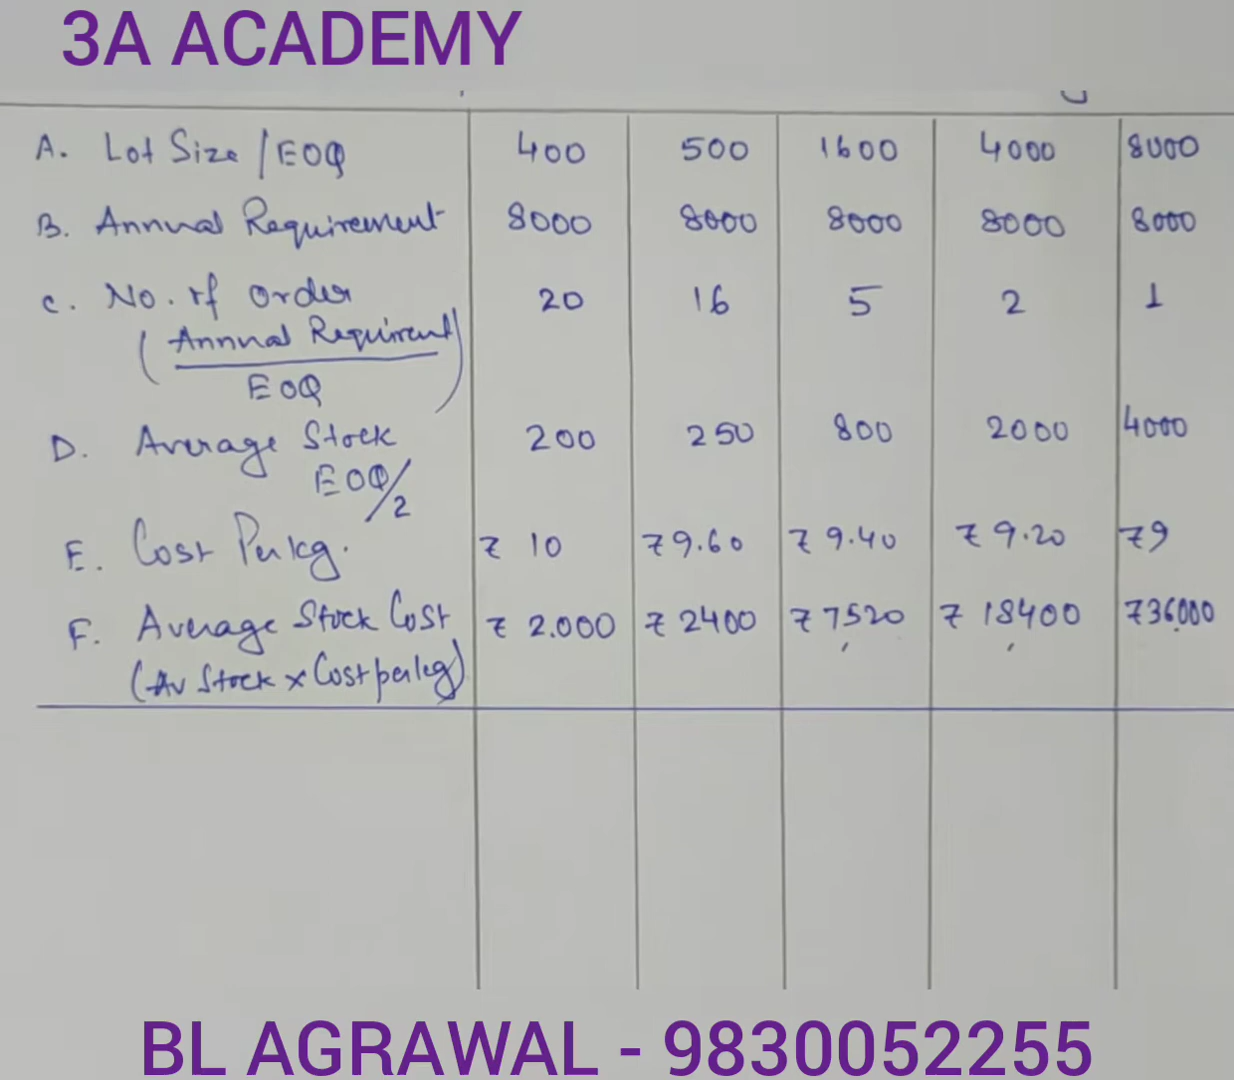 3A ACADEMY
A. Lot Size / EOQ 400 500 1600 4000 8000
B. Annual Requirement 8000 8000 8000 8000 8000
C. No. of order 20 16 5 2 1
(Annual Requirent
EOQ)
D. Average Stock 200 250 800 2000 4000
EOQ/2
E. Cost Per kg. ₹ 10 ₹9.60 ₹ 9.40 ₹ 9.20 ₹9
F. Average Stock Cost ₹ 2.000 ₹ 2400 ₹ 7520 ₹ 18400 ₹36000
(Av Stock x Cost per kg)
BL AGRAWAL - 9830052255